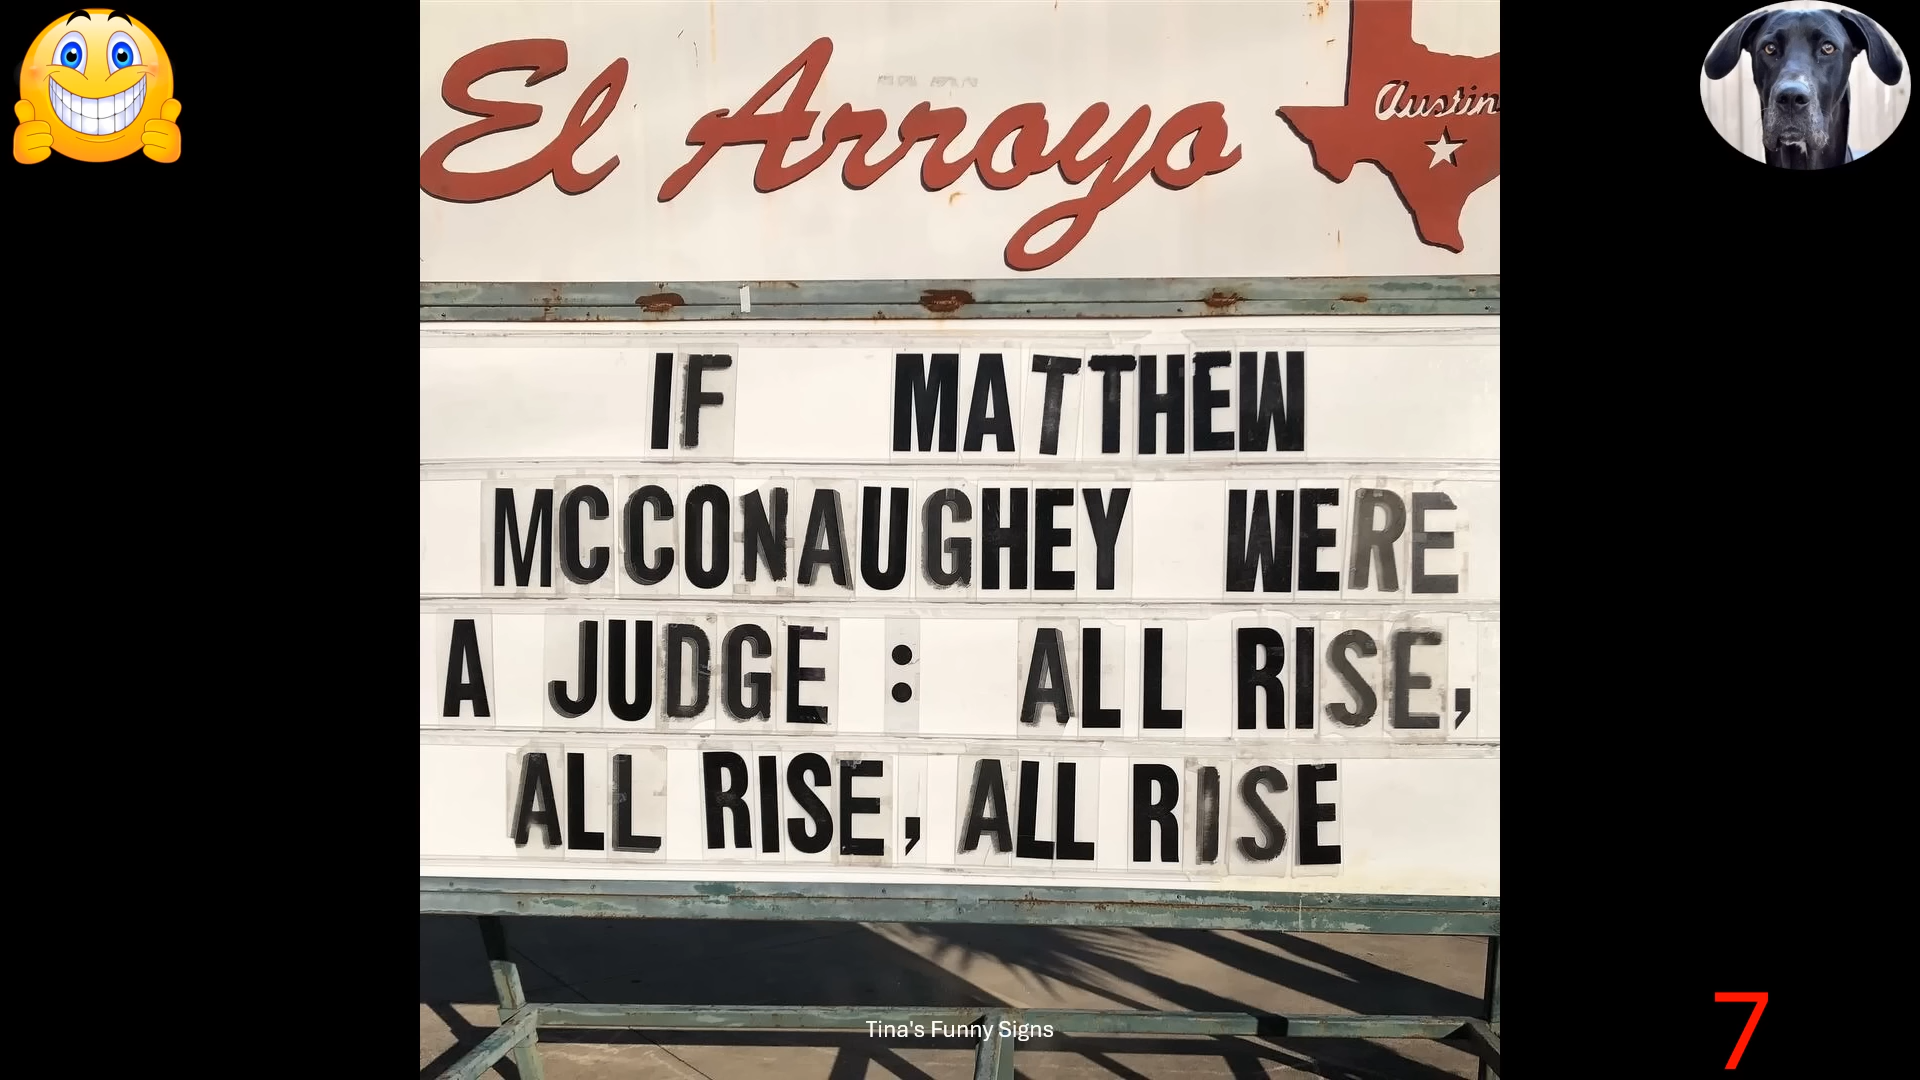 El Arroyo
Austin
IF MATTHEW
MCCONAUGHEY WERE
A JUDGE : ALL RISE,
ALL RISE, ALL RISE
Tina's Funny Signs
7